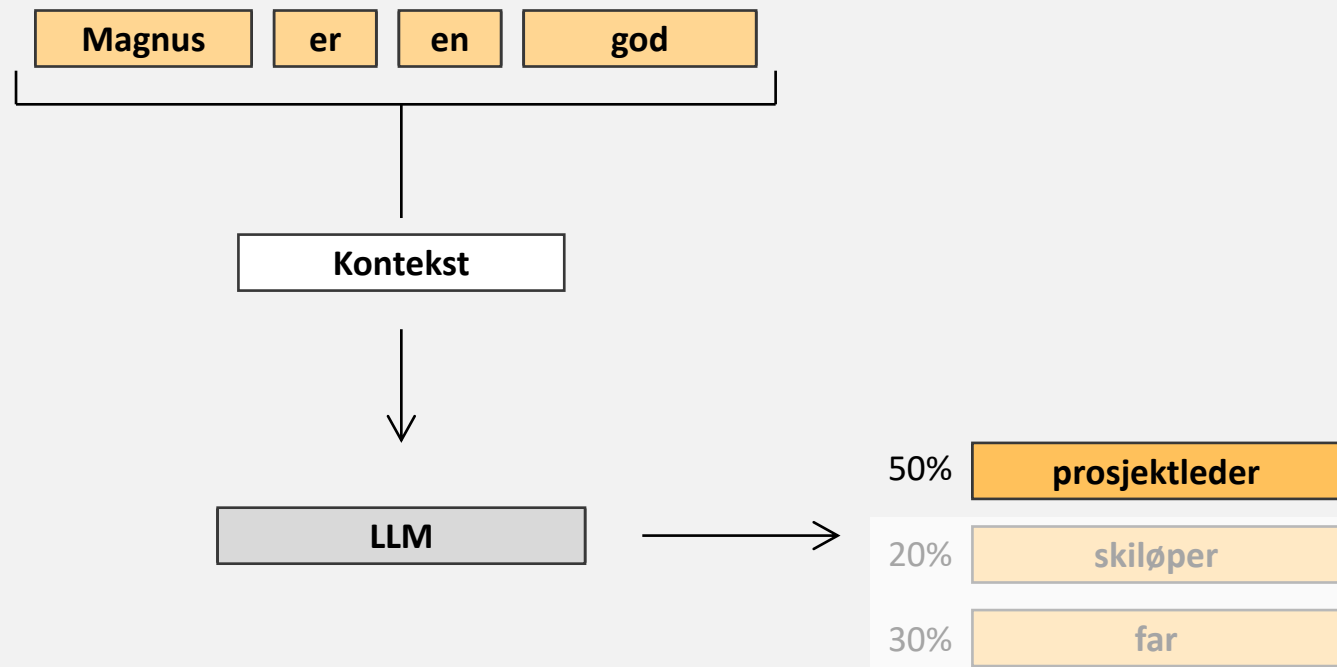 Magnus er en god
Kontekst
LLM
50% prosjektleder
20% skiløper
30% far